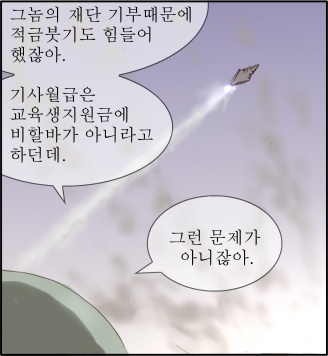 그놈의 재단 기부때문에
적금붓기도 힘들어
했잖아.
기사월급은
교육생지원금에
비할바가 아니라고
하던데.
그런 문제가
아니잖아.